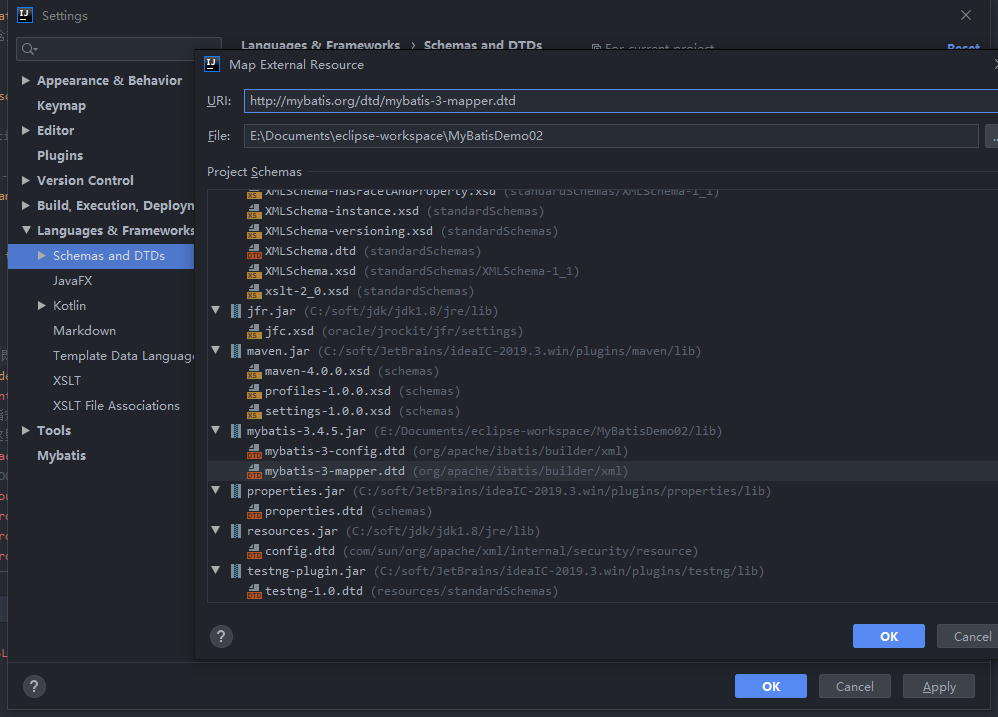 Settings
Languages & Frameworks › Schemas and DTDs
For current project
Reset
Appearance & Behavior
Keymap
Editor
Plugins
Version Control
Build, Execution, Deployn
Languages & Frameworks
Schemas and DTDs
JavaFX
Kotlin
Markdown
Template Data Language
XSLT
XSLT File Associations
Tools
Mybatis
Map External Resource
URI: http://mybatis.org/dtd/mybatis-3-mapper.dtd
File: E:\Documents\eclipse-workspace\MyBatisDemo02
Project Schemas
XMLSchema-hasFacetAndProperty.xsd (standardSchemas/XMLSchema-1_1)
XMLSchema-instance.xsd (standardSchemas)
XMLSchema-versioning.xsd (standardSchemas)
XMLSchema.dtd (standardSchemas)
XMLSchema.xsd (standardSchemas/XMLSchema-1_1)
xslt-2_0.xsd (standardSchemas)
jfr.jar (C:/soft/jdk/jdk1.8/jre/lib)
jfc.xsd (oracle/jrockit/jfr/settings)
maven.jar (C:/soft/JetBrains/ideaIC-2019.3.win/plugins/maven/lib)
maven-4.0.0.xsd (schemas)
profiles-1.0.0.xsd (schemas)
settings-1.0.0.xsd (schemas)
mybatis-3.4.5.jar (E:/Documents/eclipse-workspace/MyBatisDemo02/lib)
mybatis-3-config.dtd (org/apache/ibatis/builder/xml)
mybatis-3-mapper.dtd (org/apache/ibatis/builder/xml)
properties.jar (C:/soft/JetBrains/ideaIC-2019.3.win/plugins/properties/lib)
properties.dtd (schemas)
resources.jar (C:/soft/jdk/jdk1.8/jre/lib)
config.dtd (com/sun/org/apache/xml/internal/security/resource)
testng-plugin.jar (C:/soft/JetBrains/ideaIC-2019.3.win/plugins/testng/lib)
testng-1.0.dtd (resources/standardSchemas)
? OK Cancel
? OK Cancel Apply